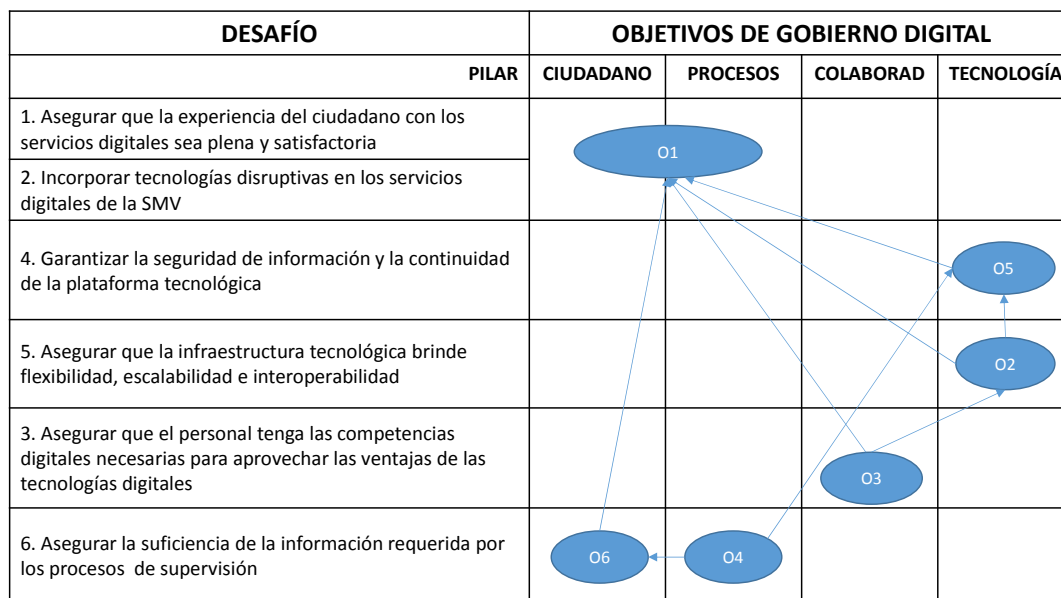 DESAFÍO
OBJETIVOS DE GOBIERNO DIGITAL
PILAR
CIUDADANO
PROCESOS
COLABORAD
TECNOLOGÍA
1. Asegurar que la experiencia del ciudadano con los
servicios digitales sea plena y satisfactoria
O1
2. Incorporar tecnologías disruptivas en los servicios
digitales de la SMV
4. Garantizar la seguridad de información y la continuidad
de la plataforma tecnológica
O5
5. Asegurar que la infraestructura tecnológica brinde
flexibilidad, escalabilidad e interoperabilidad
O2
3. Asegurar que el personal tenga las competencias
digitales necesarias para aprovechar las ventajas de las
tecnologías digitales
O3
6. Asegurar la suficiencia de la información requerida por
los procesos de supervisión
O6
O4